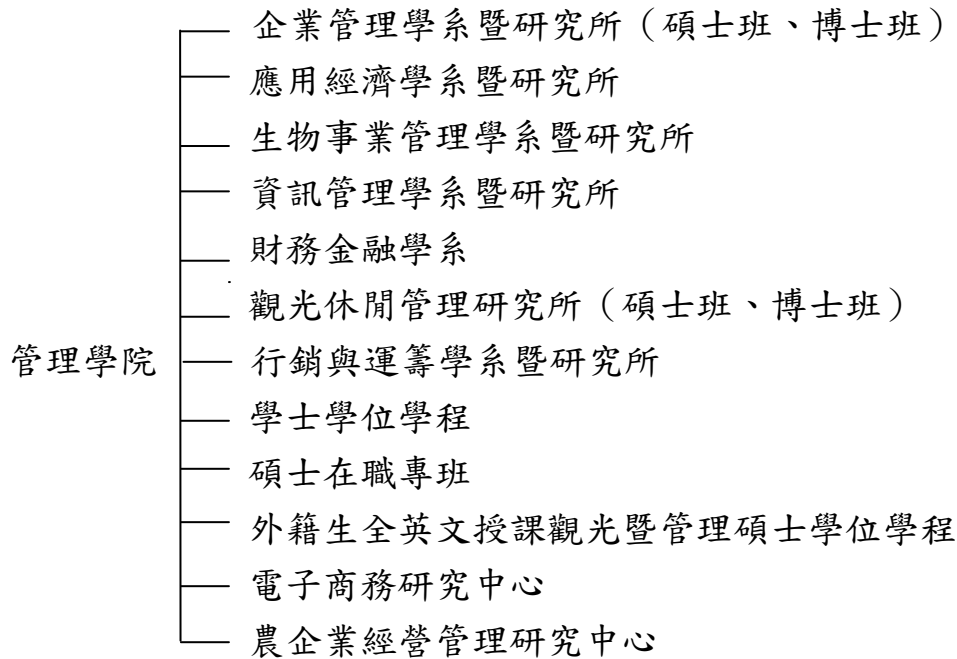 企業管理學系暨研究所（碩士班、博士班）
應用經濟學系暨研究所
生物事業管理學系暨研究所
資訊管理學系暨研究所
財務金融學系
觀光休閒管理研究所（碩士班、博士班）
管理學院
行銷與運籌學系暨研究所
學士學位學程
碩士在職專班
外籍生全英文授課觀光暨管理碩士學位學程
電子商務研究中心
農企業經營管理研究中心